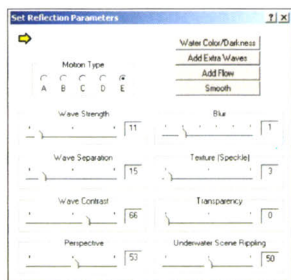 Set Reflection Parameters
? X
Water Color/Darkness
Add Extra Waves
Add Flow
Smooth
Motion Type
A B C D E
Wave Strength
11
Blur
1
Wave Separation
15
Texture (Speckle)
3
Wave Contrast
66
Transparency
0
Perspective
53
Underwater Scene Rippling
50